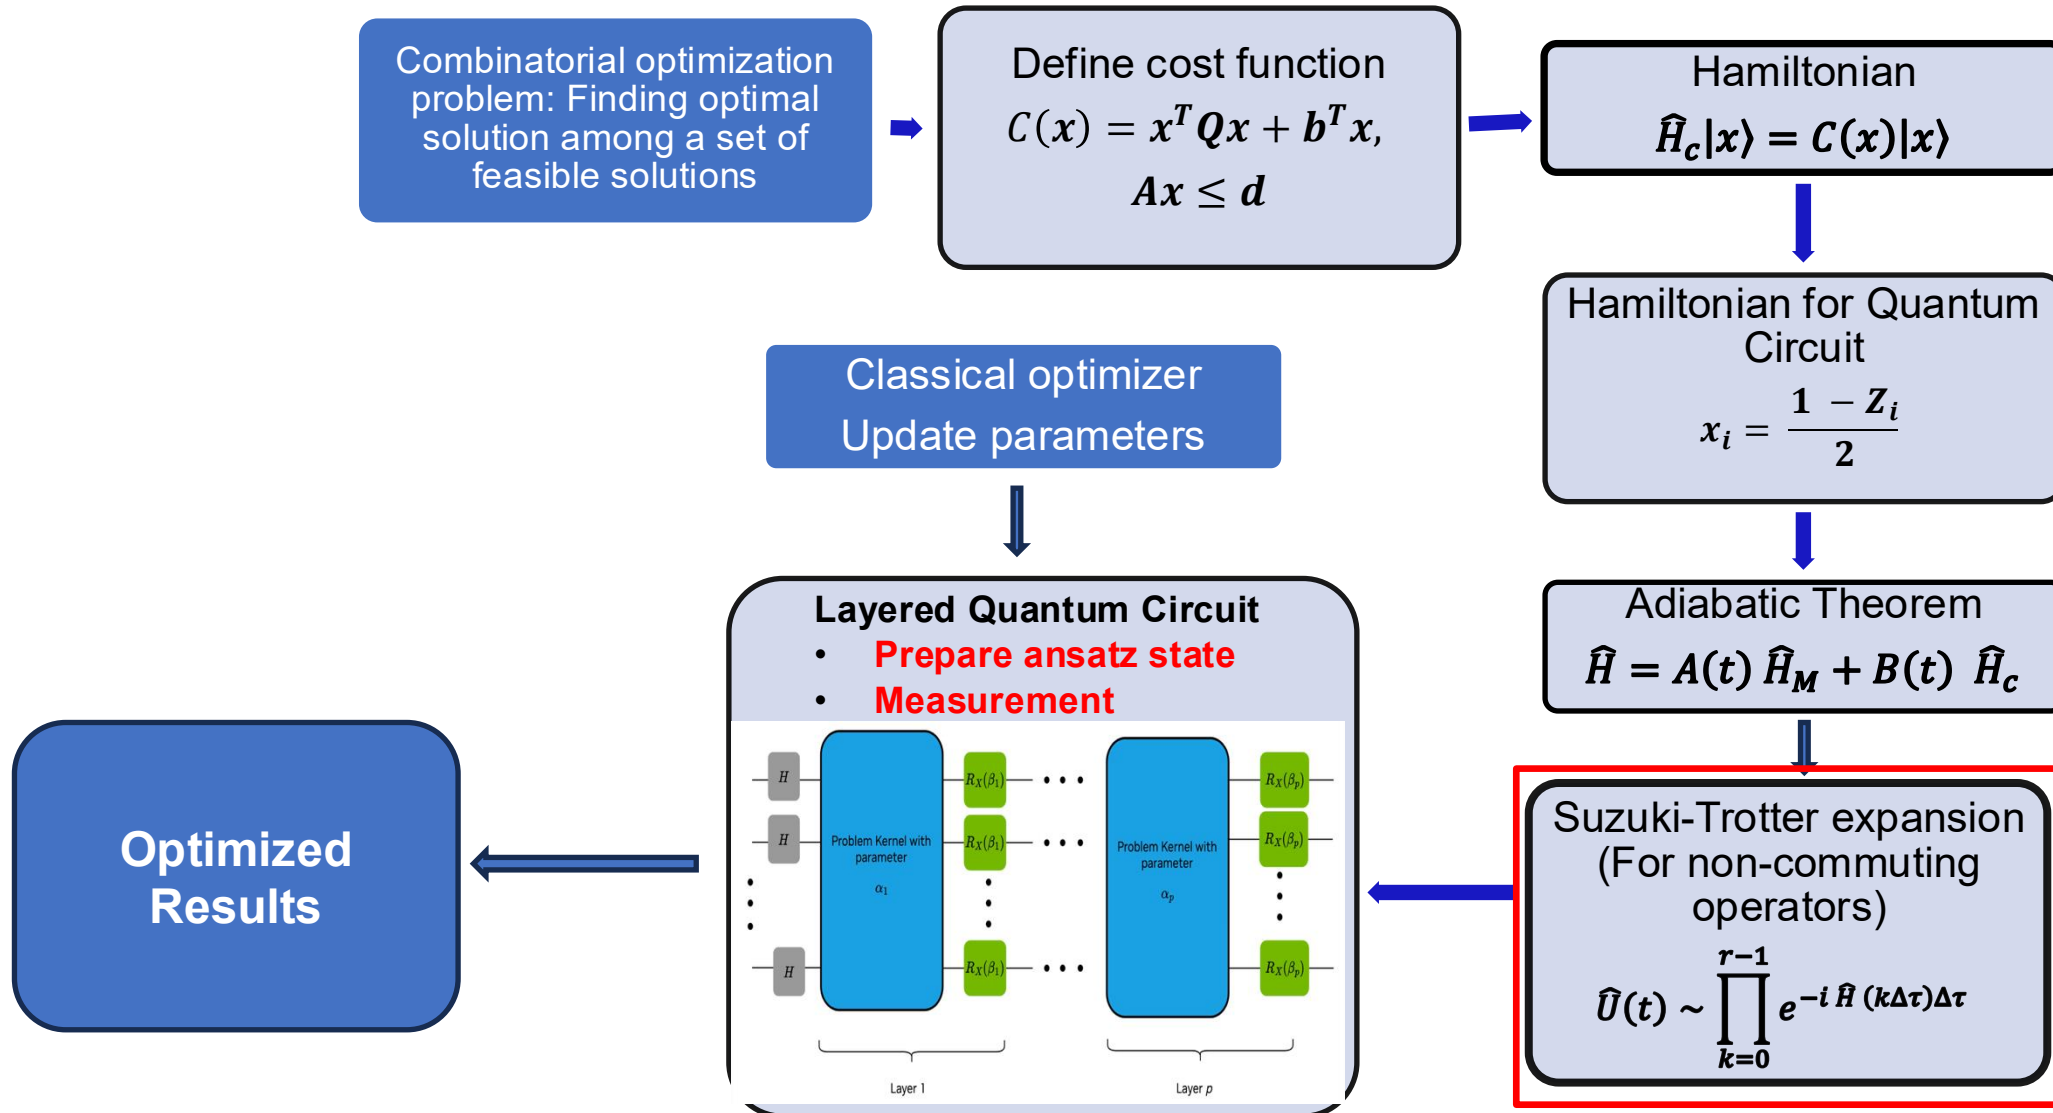 Combinatorial optimization
problem: Finding optimal
solution among a set of
feasible solutions
Define cost function
C(x) = x^T Qx + b^T x,
Ax ≤ d
Hamiltonian
Ĥ_c|x⟩ = C(x)|x⟩
Hamiltonian for Quantum
Circuit
x_i = (1 − Z_i)/2
Adiabatic Theorem
Ĥ = A(t) Ĥ_M + B(t) Ĥ_c
Suzuki-Trotter expansion
(For non-commuting
operators)
Û(t) ~ ∏_{k=0}^{r−1} e^{−i Ĥ (kΔτ)Δτ}
Classical optimizer
Update parameters
Layered Quantum Circuit
• Prepare ansatz state
• Measurement
H R_X(β_1) • • • R_X(β_p)
H R_X(β_1) R_X(β_p)
Problem Kernel with
parameter
α_1
Problem Kernel with
parameter
α_p
H R_X(β_1) • • • R_X(β_p)
Layer 1 Layer p
Optimized
Results